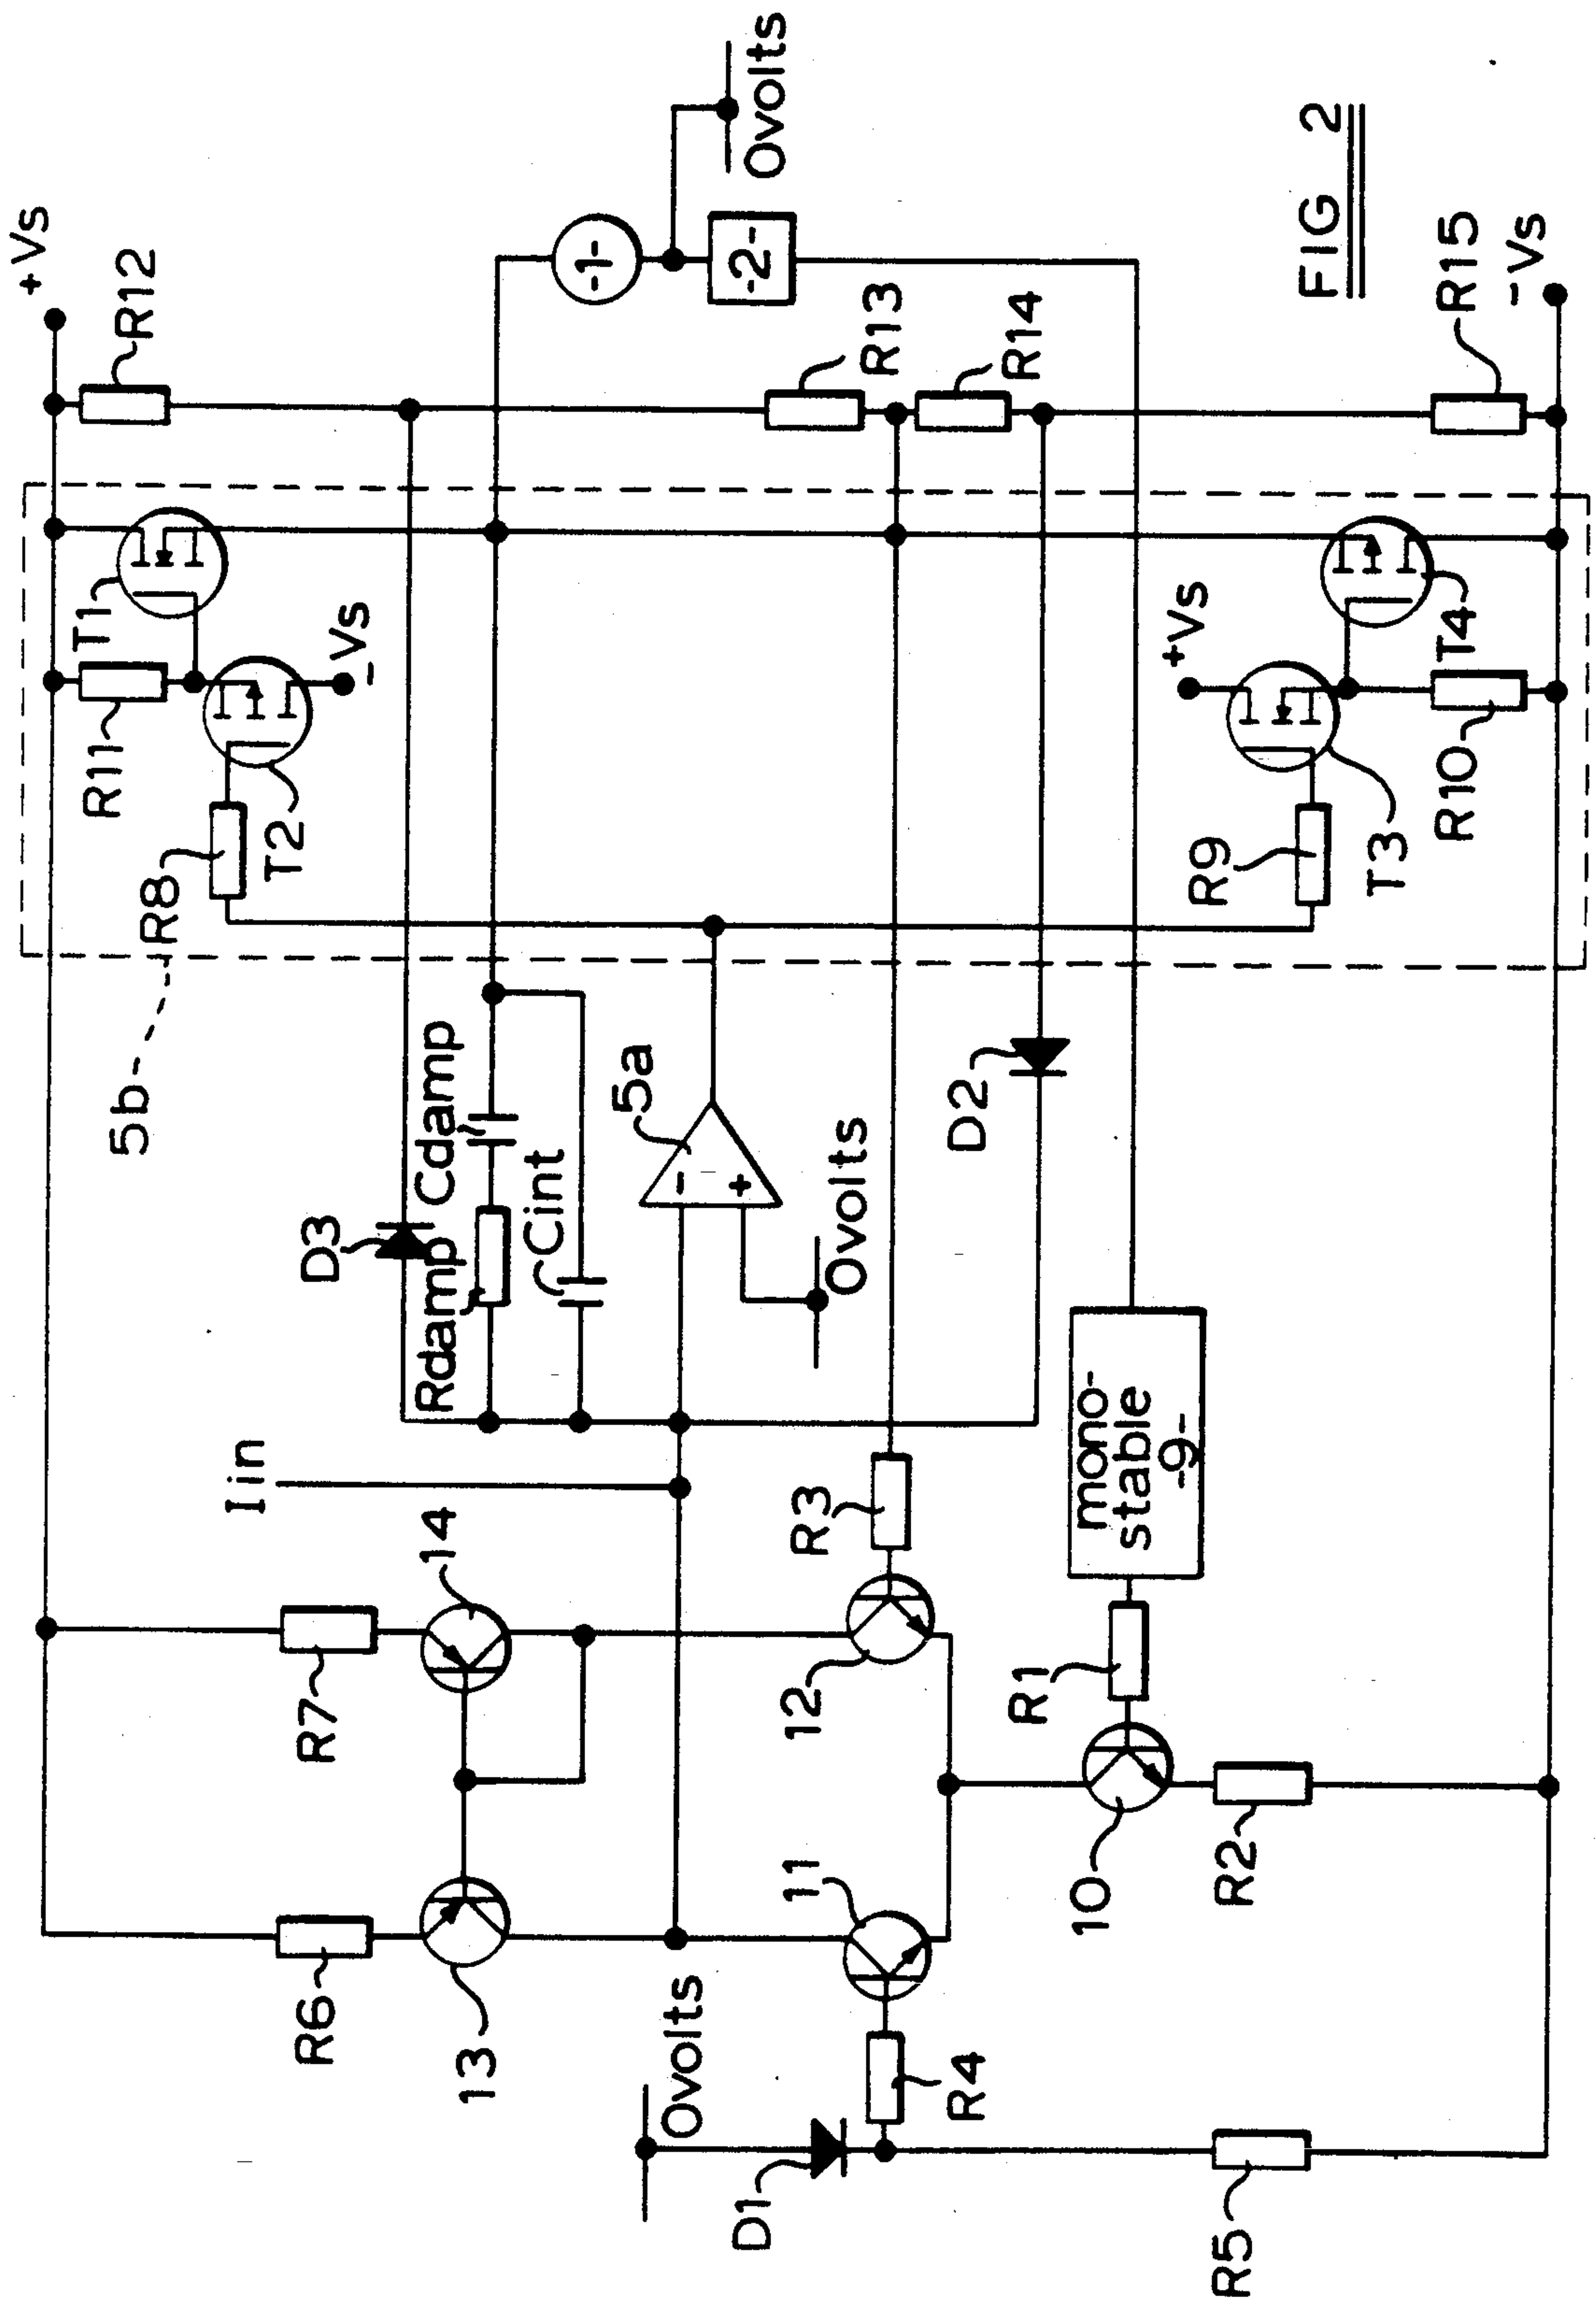 +Vs
R12
T1
R11
-Vs
R8
T2
5b
D3
Rdamp
Cdamp
Cint
5a
-
+
0volts
-1-
-2-
0volts
R13
R14
D2
+Vs
T4
R9
T3
R10
FIG 2
R15
-Vs
Iin
R7
14
R6
13
R3
12
mono-
stable
-9-
R1
11
10
R2
0volts
R4
D1
R5